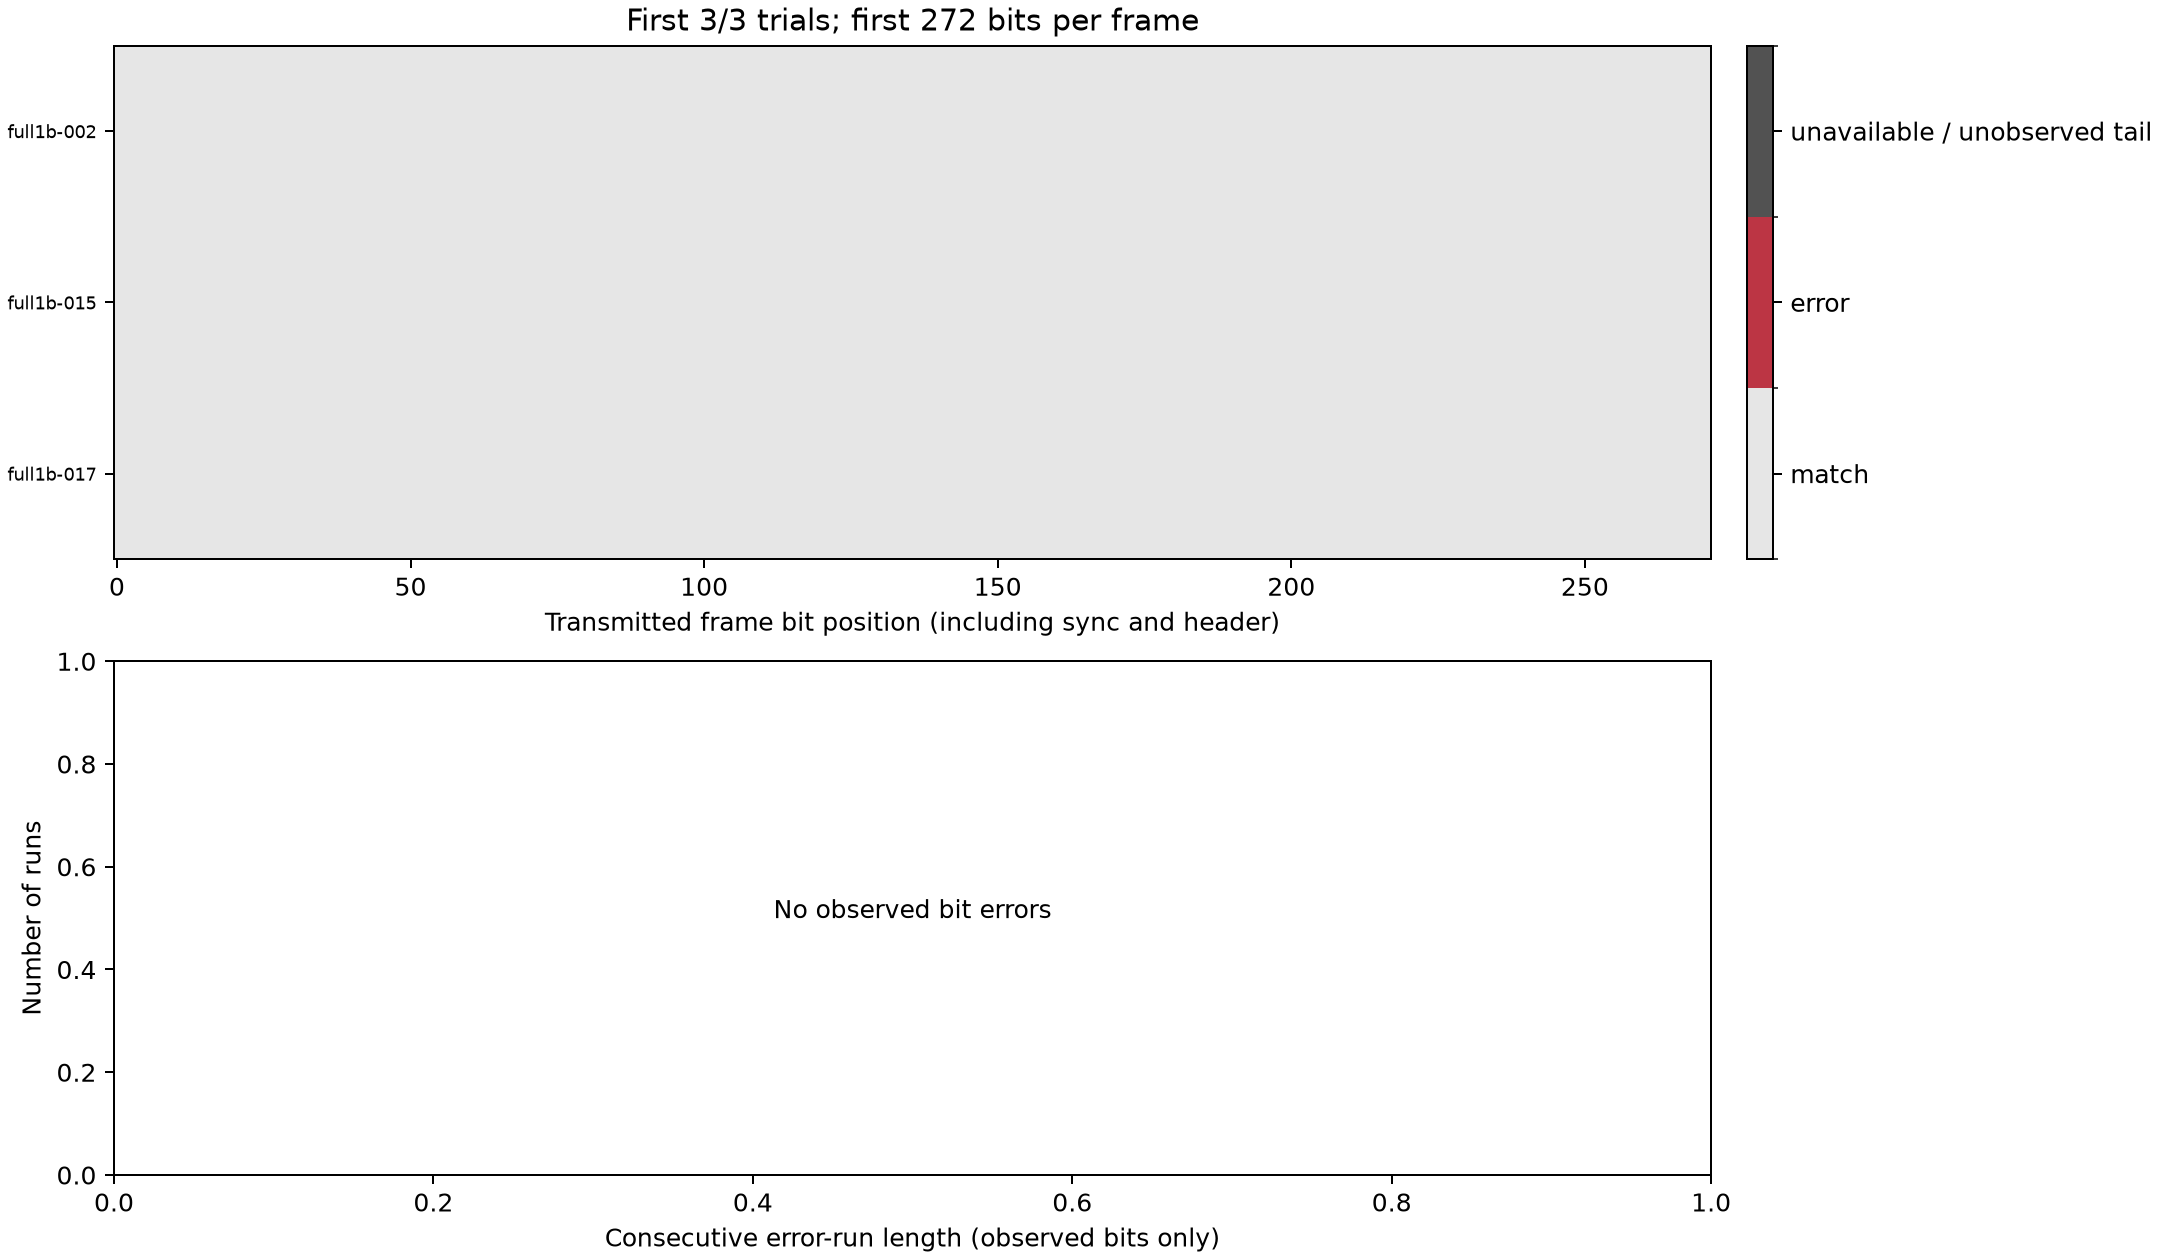 First 3/3 trials; first 272 bits per frame
full1b-002
full1b-015
full1b-017
unavailable / unobserved tail
error
match
0 50 100 150 200 250
Transmitted frame bit position (including sync and header)
1.0
0.8
0.6
0.4
0.2
0.0
Number of runs
No observed bit errors
0.0 0.2 0.4 0.6 0.8 1.0
Consecutive error-run length (observed bits only)